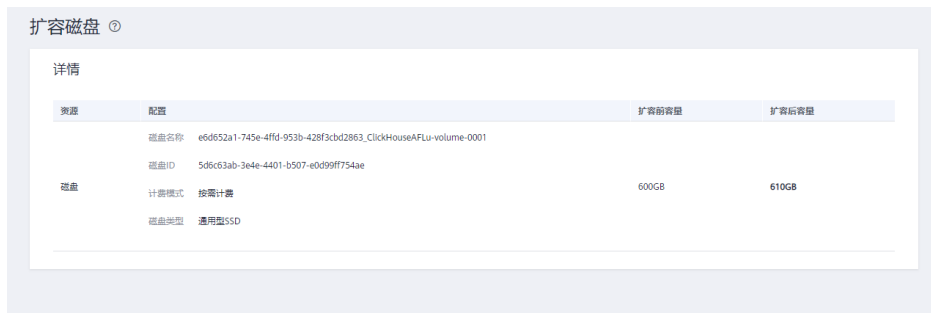 扩容磁盘 ?
详情
资源 配置 扩容前容量 扩容后容量
磁盘名称 e6d652a1-745e-4ffd-953b-428f3cbd2863_ClickHouseAFLu-volume-0001
磁盘ID 5d6c63ab-3e4e-4401-b507-e0d99ff754ae
磁盘 计费模式 按需计费 600GB 610GB
磁盘类型 通用型SSD